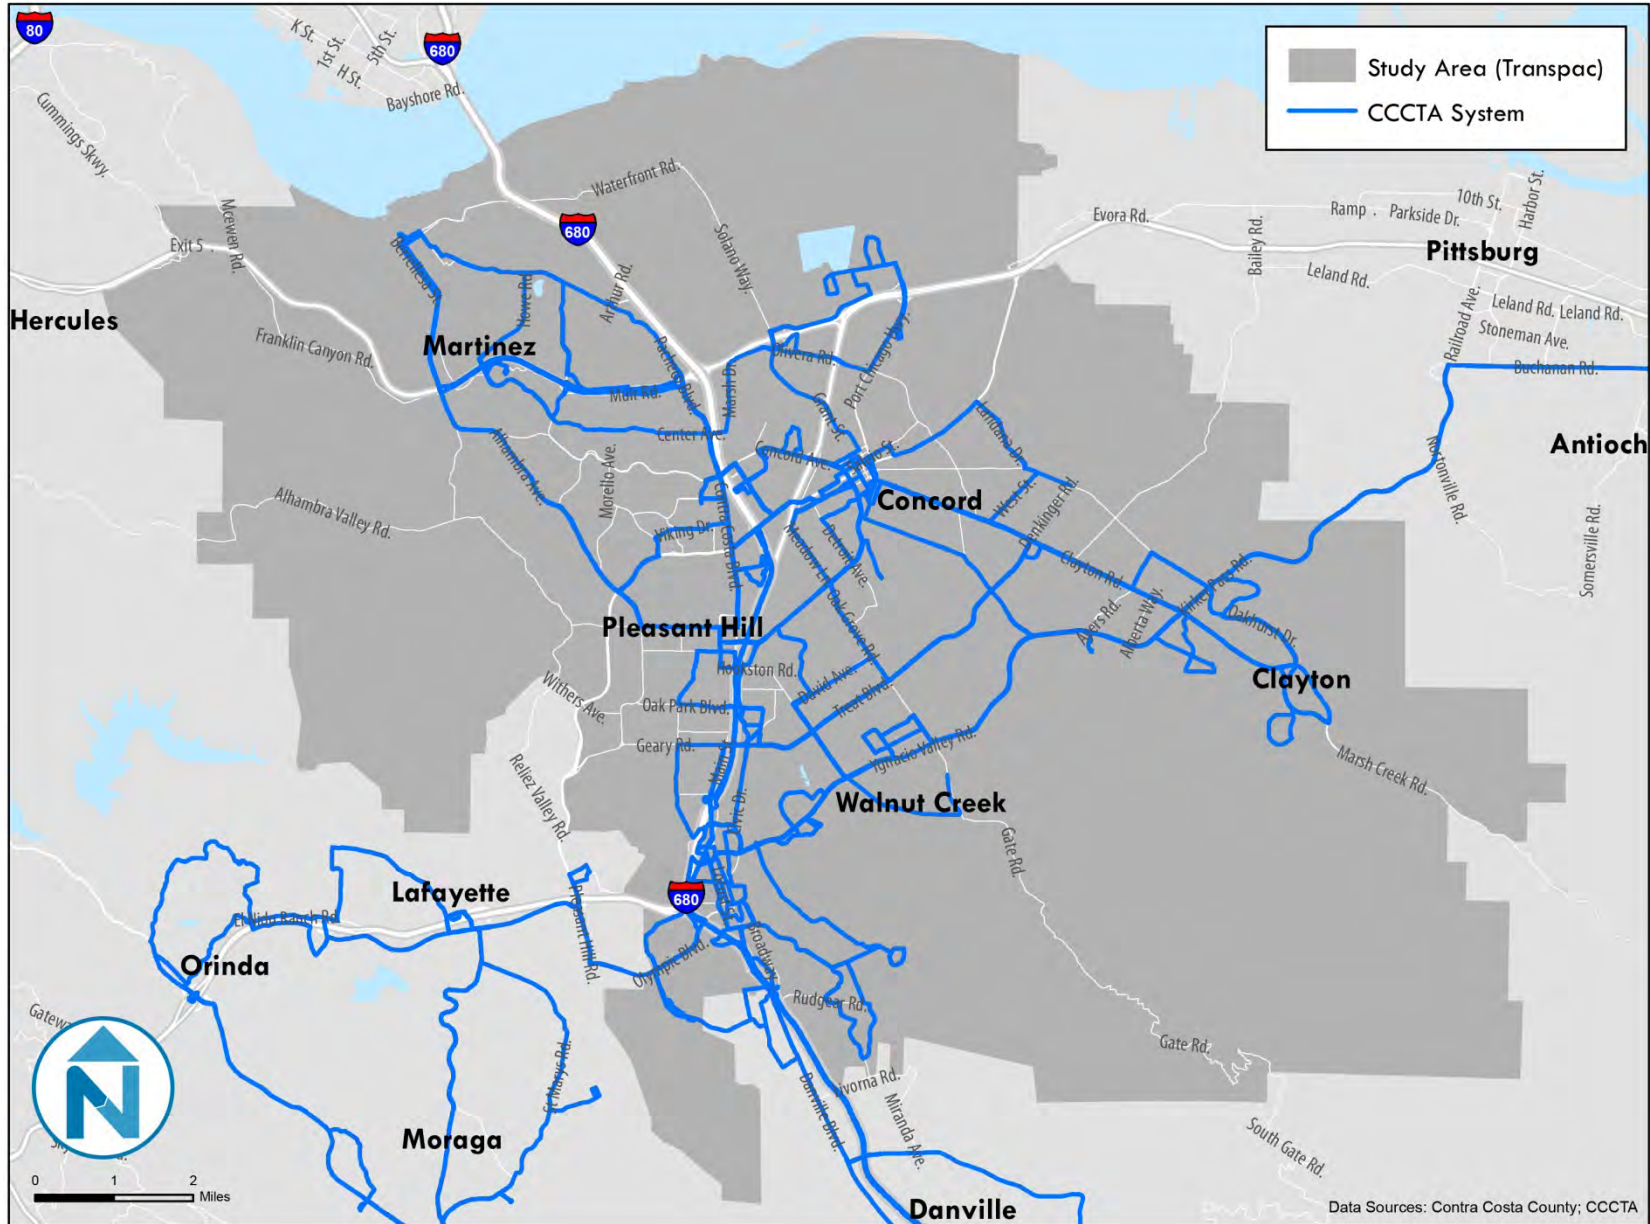 80
K St.
1st St.
5th St.
H St.
680
Bayshore Rd.
Study Area (Transpac)
CCCTA System
Cummings Skwy.
Waterfront Rd.
Mcewen Rd.
Exit 5
680
Solano Way.
Evora Rd.
Bailey Rd.
Ramp
Parkside Dr.
10th St.
Harbor St.
Pittsburg
Leland Rd.
Leland Rd.
Leland Rd.
Stoneman Ave.
Railroad Ave.
Buchanan Rd.
Berrellesa St.
Howe Rd.
Arthur Rd.
Hercules
Franklin Canyon Rd.
Martinez
Pacheco Blvd.
Muir Rd.
Marsh Dr.
Olivera Rd.
Port Chicago Hwy.
Grant St.
Center Ave.
Concord Ave.
Landana Dr.
Antioch
Nortonville Rd.
Somersville Rd.
Alhambra Ave.
Morello Ave.
Alhambra Valley Rd.
Viking Dr.
Contra Costa Blvd.
Concord
West St.
Denkinger Rd.
Meadow Ln.
Detroit Ave.
Clayton Rd.
Kirker Pass Rd.
Oak Grove Rd.
Ayers Rd.
Alberta Way.
Oakhurst Dr.
Pleasant Hill
Hookston Rd.
David Ave.
Treat Blvd.
Clayton
Withers Ave.
Oak Park Blvd.
Geary Rd.
Main St.
Ygnacio Valley Rd.
Marsh Creek Rd.
Reliez Valley Rd.
Civic Dr.
Walnut Creek
Gate Rd.
Lafayette
680
El Nido Ranch Rd.
Pleasant Hill Rd.
Broadway
Orinda
Olympic Blvd.
Rudgear Rd.
N
St Marys Rd.
Gate Rd.
Livorna Rd.
Danville Blvd.
Miranda Ave.
Moraga
South Gate Rd.
0 1 2
Miles
Danville
Data Sources: Contra Costa County; CCCTA